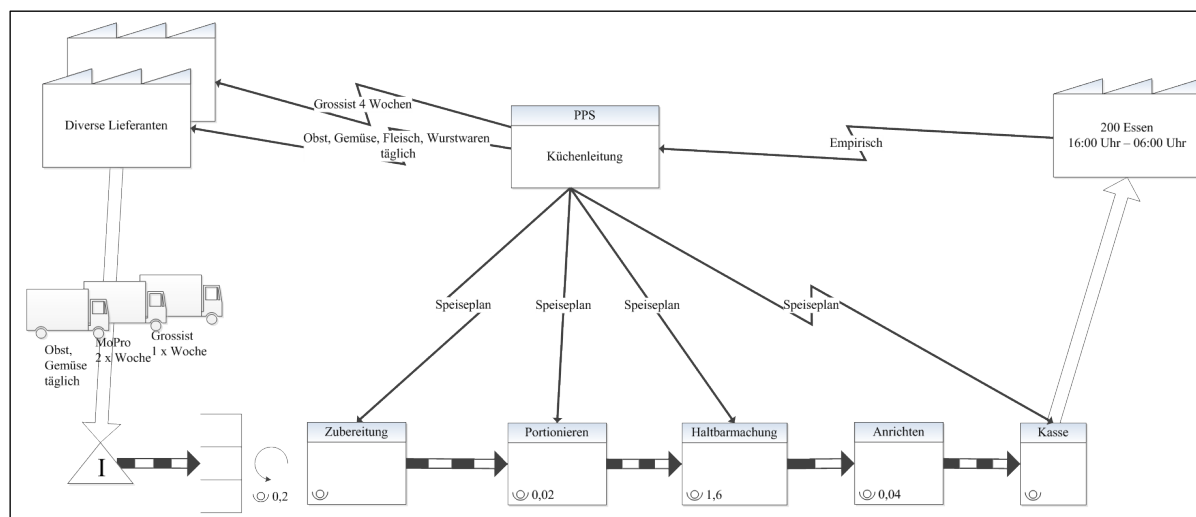 Diverse Lieferanten
Grossist 4 Wochen
Obst, Gemüse, Fleisch, Wurstwaren
täglich
PPS
Küchenleitung
Empirisch
200 Essen
16:00 Uhr – 06:00 Uhr
Obst,
Gemüse
täglich
MoPro
2 x Woche
Grossist
1 x Woche
Speiseplan
Speiseplan
Speiseplan
Speiseplan
I
0,2
Zubereitung
Portionieren
0,02
Haltbarmachung
1,6
Anrichten
0,04
Kasse